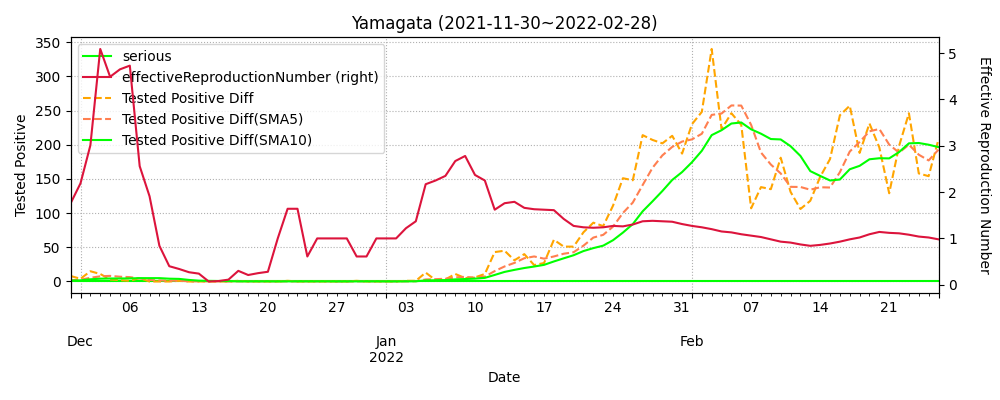 Yamagata (2021-11-30~2022-02-28)
serious
effectiveReproductionNumber (right)
Tested Positive Diff
Tested Positive Diff(SMA5)
Tested Positive Diff(SMA10)
350
300
250
200
150
100
50
0
Tested Positive
5
4
3
2
1
0
Effective Reproduction Number
06 13 20 27 03 10 17 24 31 07 14 21
Dec Jan Feb
2022
Date